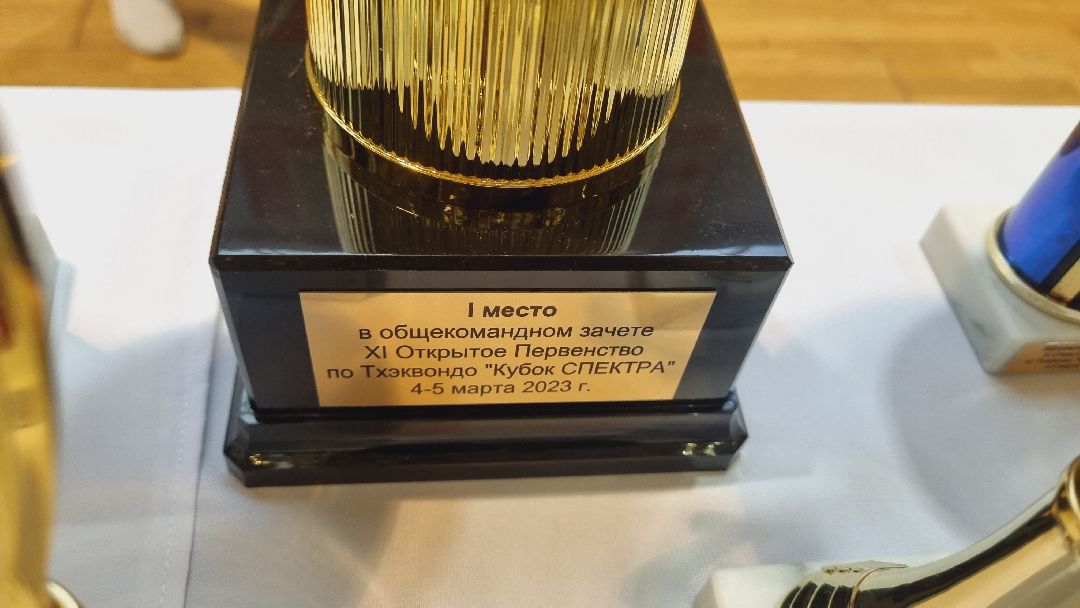 I место
в общекомандном зачете
XI Открытое Первенство
по Тхэквондо "Кубок СПЕКТРА"
4-5 марта 2023 г.